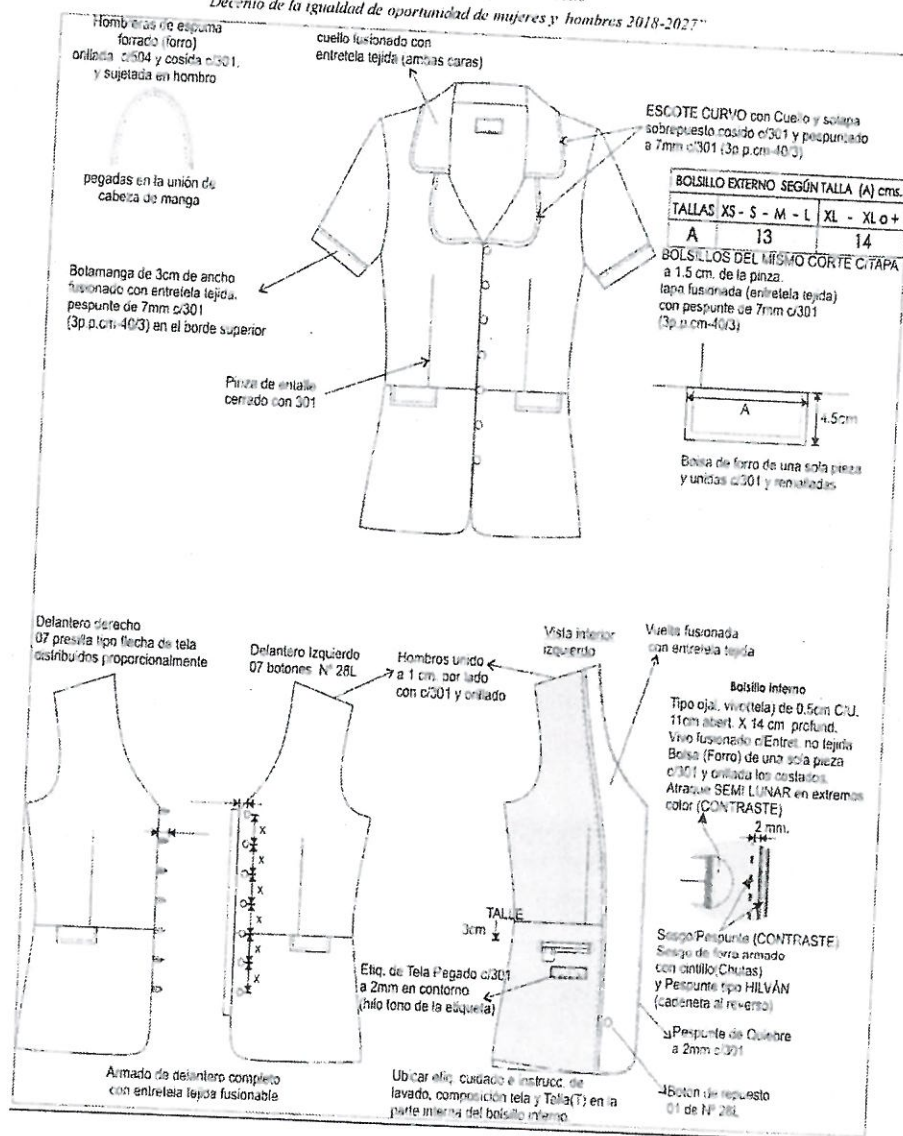 Decenio de la igualdad de oportunidad de mujeres y hombres 2018-2027"
Hombreras de espuma
forrado (forro)
orillada c/504 y cosida c/301,
y sujetada en hombro
pegadas en la unión de
cabeza de manga
cuello fusionado con
entretela tejida (ambas caras)
ESCOTE CURVO con Cuello y solapa
sobrepuesto cosido c/301 y pespuntado
a 7mm c/301 (3p.p.cm-40/3)
BOLSILLO EXTERNO SEGÚN TALLA (A) cms.
TALLAS XS - S - M - L XL - XL o +
A 13 14
BOLSILLOS DEL MISMO CORTE C/TAPA
a 1.5 cm. de la pinza.
tapa fusionada (entretela tejida)
con pespunte de 7mm c/301
(3p.p.cm-40/3)
A
4.5cm
Bolsa de forro de una sola pieza
y unidas c/301 y remalladas
Botamanga de 3cm de ancho
fusionado con entretela tejida.
pespunte de 7mm c/301
(3p.p.cm-40/3) en el borde superior
Pinza de entalle
cerrado con 301
Delantero derecho
07 presilla tipo flecha de tela
distribuidos proporcionalmente
Delantero Izquierdo
07 botones N° 28L
Hombros unido
a 1 cm. por lado
con c/301 y orillado
Vista interior
izquierdo
Vuelta fusionada
con entretela tejida
Bolsillo interno
Tipo ojal, vivo(tela) de 0.5cm C/U.
11cm abert. X 14 cm profund.
Vivo fusionado c/Entret. no tejida
Bolsa (Forro) de una sola pieza
c/301 y orillada los costados.
Atraque SEMI LUNAR en extremos
color (CONTRASTE)
2 mm.
x
x
x
x
x
x
TALLE
3cm
Etiq. de Tela Pegado c/301
a 2mm en contorno
(hilo tono de la etiqueta)
Sesgo/Pespunte (CONTRASTE)
Sesgo de forro armado
con cintillo(Chutas)
y Pespunte tipo HILVÁN
(cadeneta al reverso)
Pespunte de Quiebre
a 2mm c/301
Boton de repuesto
01 de N° 28L
Armado de delantero completo
con entretela tejida fusionable
Ubicar etiq. cuidado e instrucc. de
lavado, composición tela y Talla(T) en la
parte interna del bolsillo interno